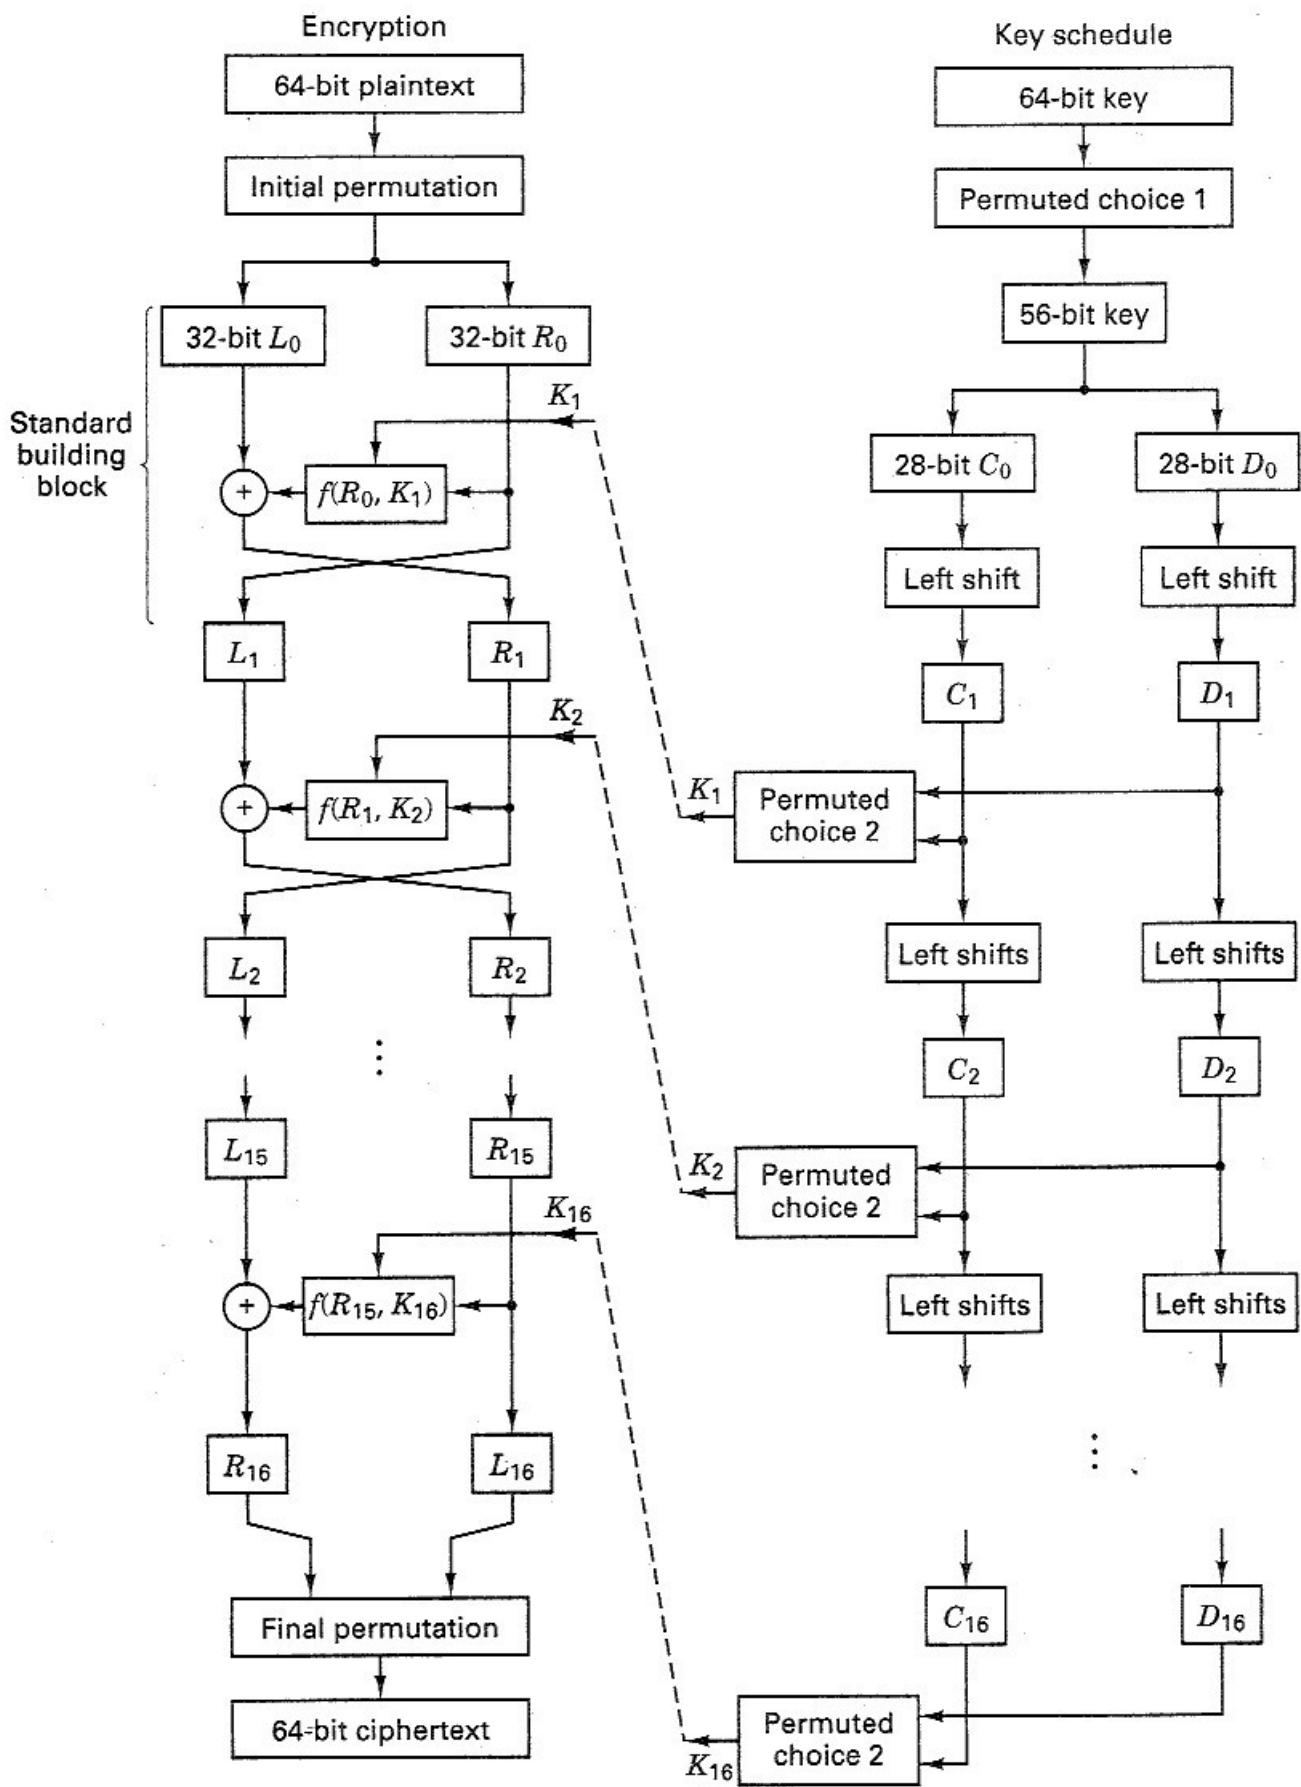 Encryption
64-bit plaintext
Initial permutation
32-bit L₀
32-bit R₀
Standard
building
block
K₁
+
f(R₀, K₁)
L₁
R₁
K₂
+
f(R₁, K₂)
L₂
R₂
⋮
L₁₅
R₁₅
K₁₆
+
f(R₁₅, K₁₆)
R₁₆
L₁₆
Final permutation
64-bit ciphertext
Key schedule
64-bit key
Permuted choice 1
56-bit key
28-bit C₀
28-bit D₀
Left shift
Left shift
C₁
D₁
K₁
Permuted
choice 2
Left shifts
Left shifts
C₂
D₂
K₂
Permuted
choice 2
Left shifts
Left shifts
⋮
C₁₆
D₁₆
Permuted
choice 2
K₁₆